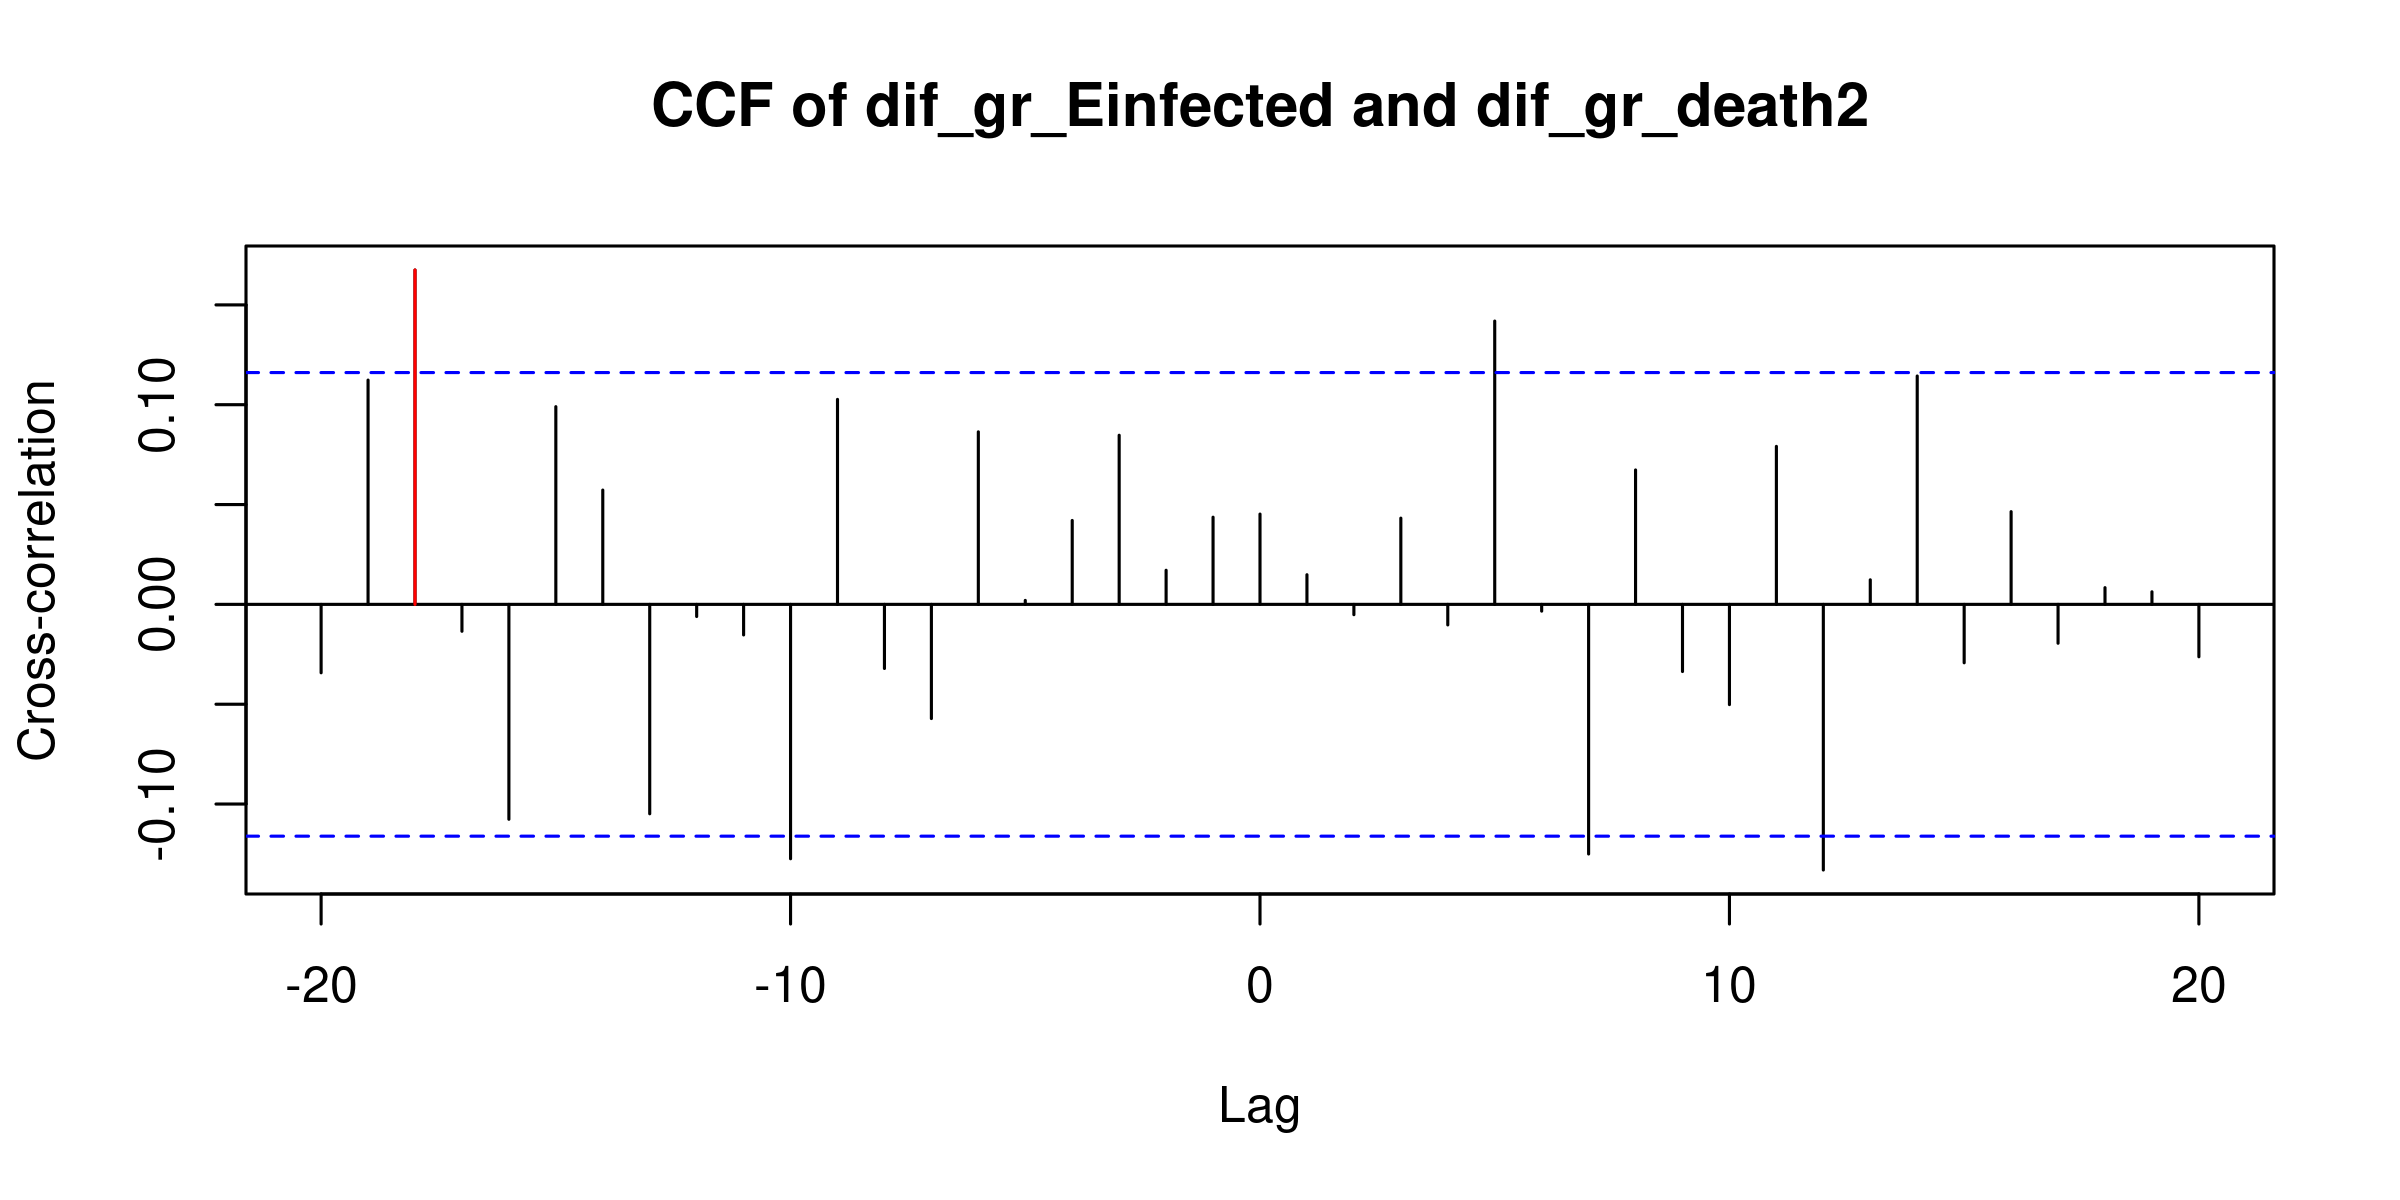 CCF of dif_gr_Einfected and dif_gr_death2
Cross-correlation
0.10
0.00
-0.10
-20 -10 0 10 20
Lag